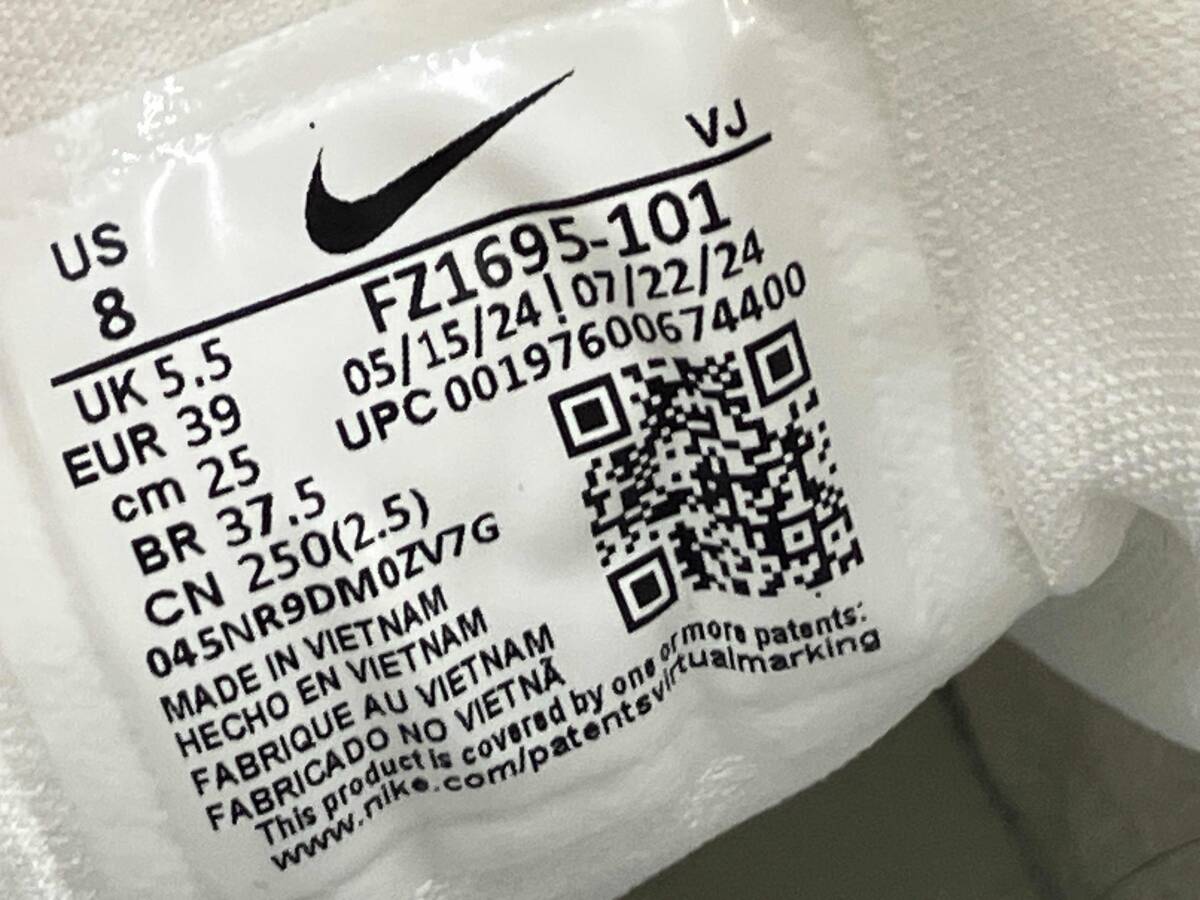 VJ
US
8
FZ1695-101
05/15/24 | 07/22/24
UPC 00197600674400
UK 5.5
EUR 39
cm 25
BR 37.5
CN 250(2.5)
045NR9DM0ZV7G
MADE IN VIETNAM
HECHO EN VIETNAM
FABRIQUE AU VIETNAM
FABRICADO NO VIETNÃ
This product is covered by one or more patents:
www.nike.com/patentsvirtualmarking